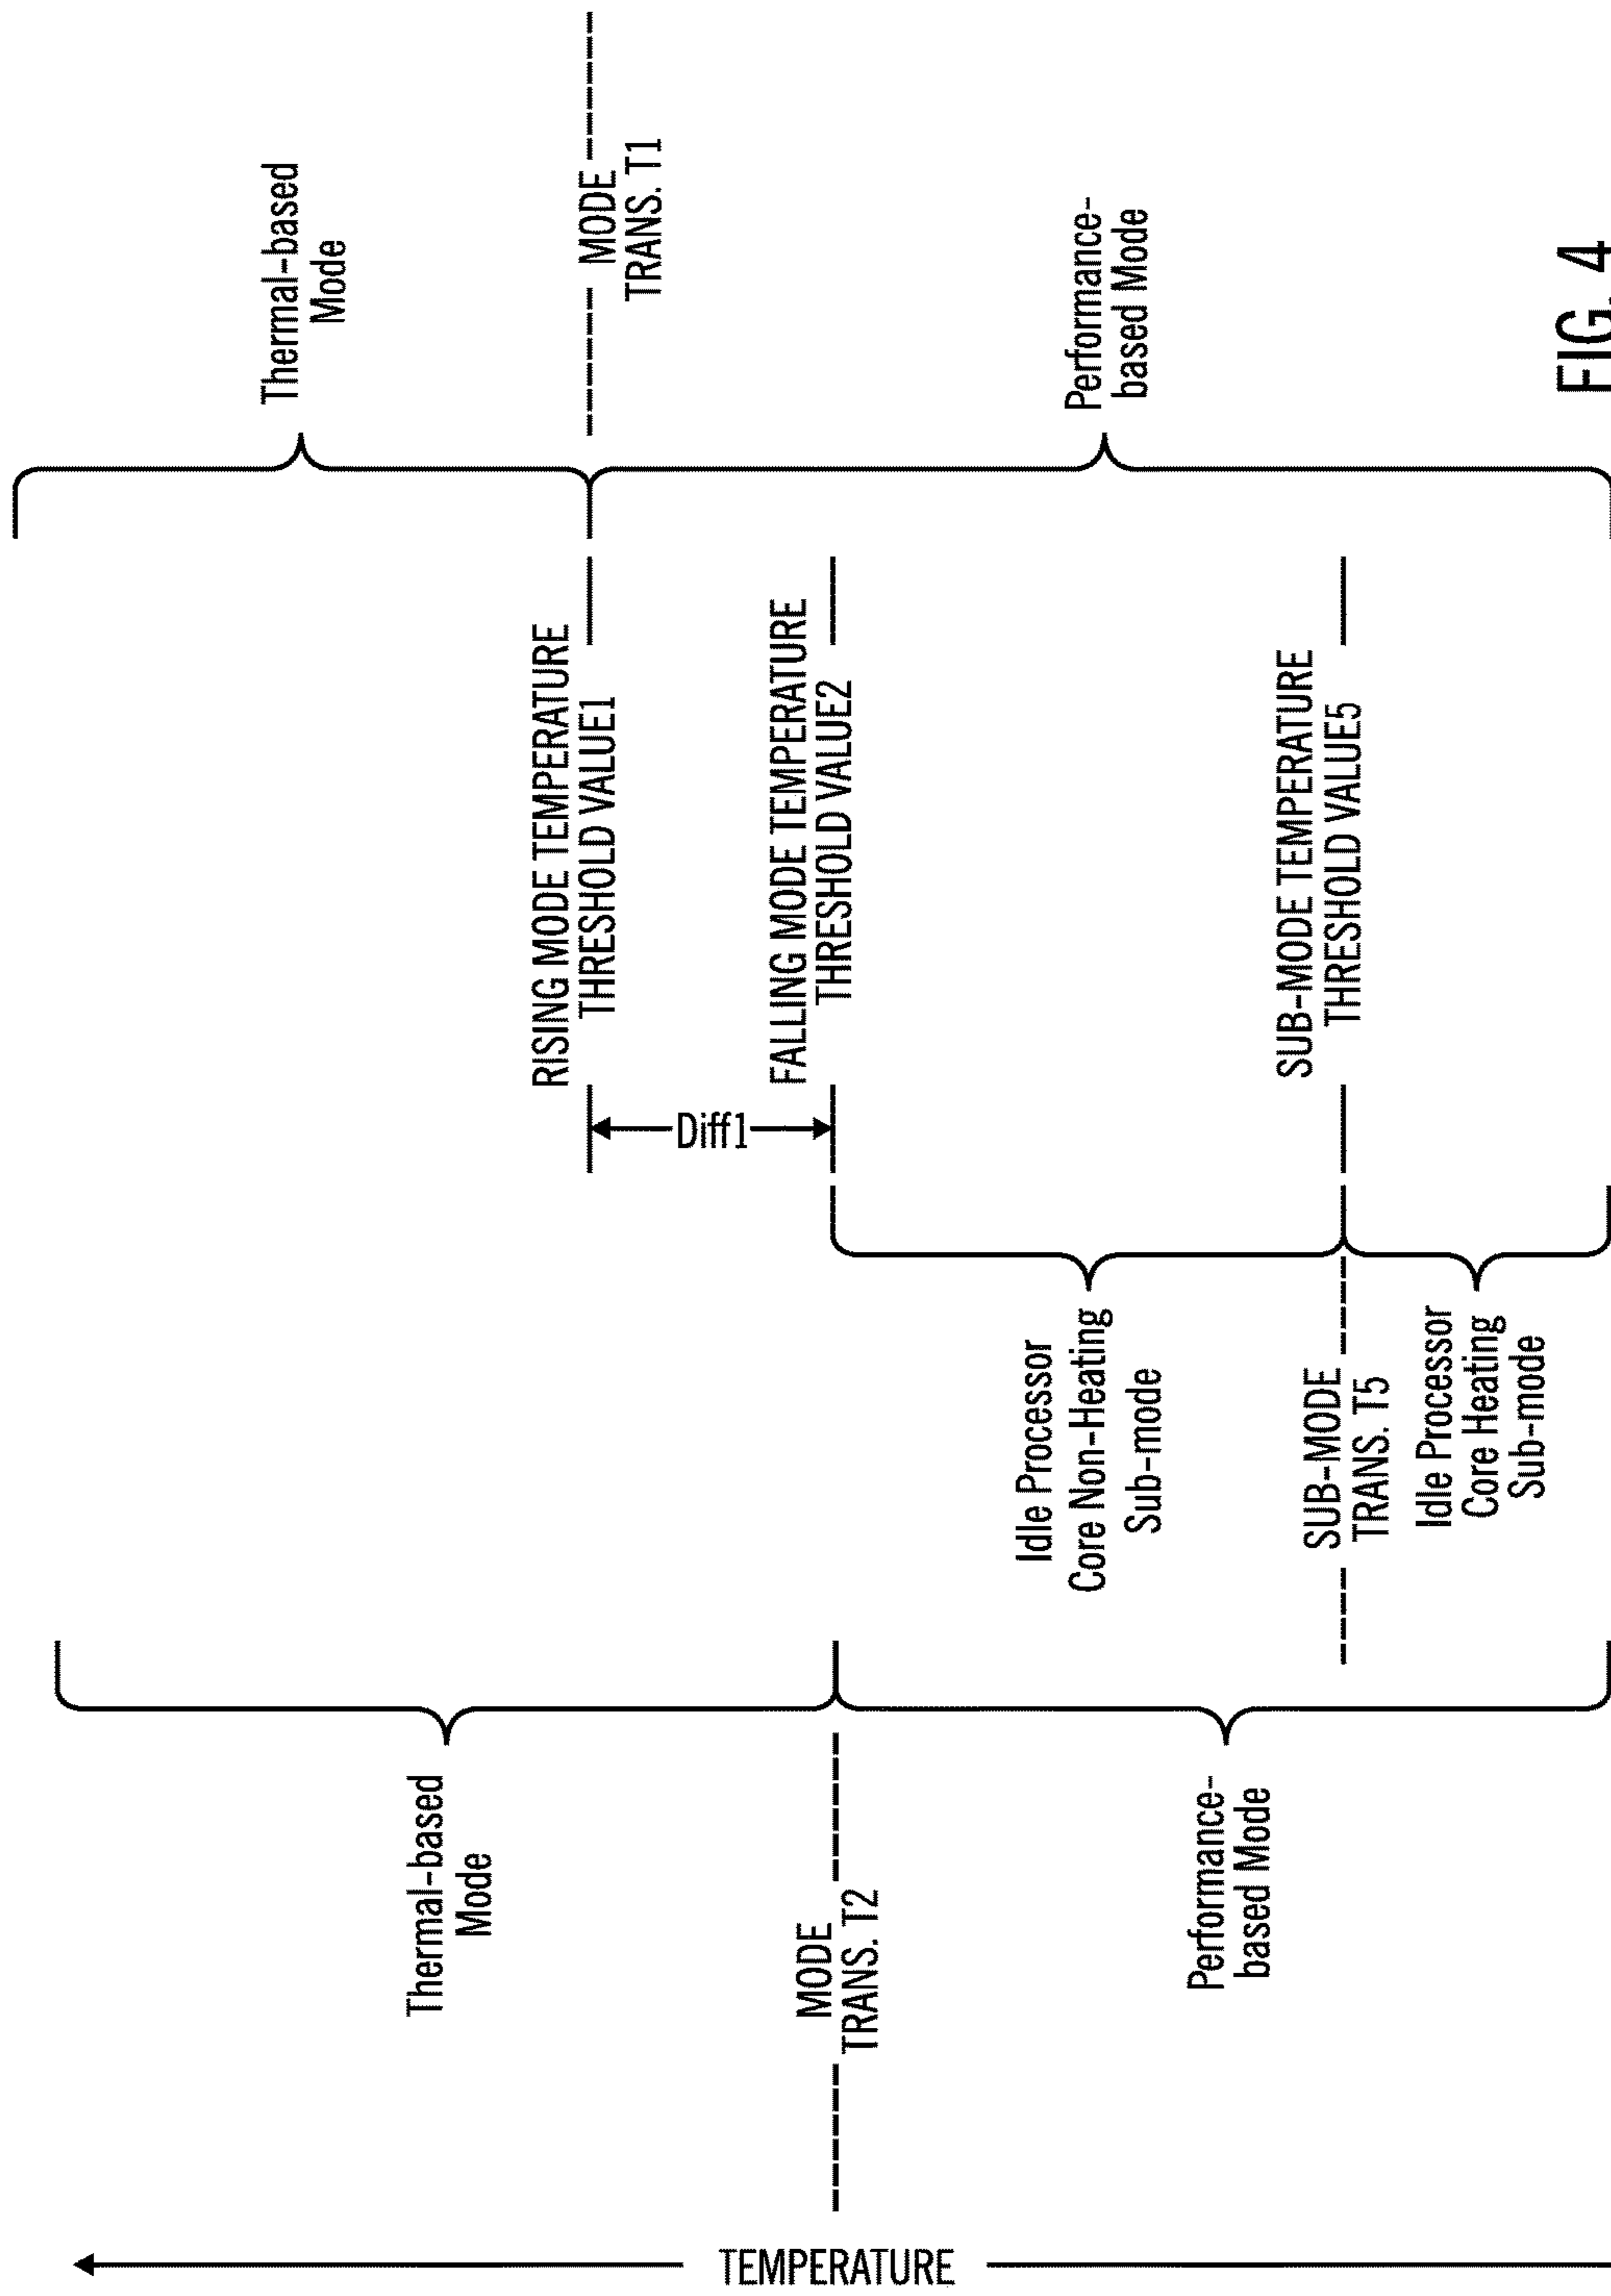 TEMPERATURE
Thermal-based
Mode
MODE
TRANS. T2
Performance-
based Mode
Idle Processor
Core Non-Heating
Sub-mode
SUB-MODE
TRANS. T5
Idle Processor
Core Heating
Sub-mode
Diff1
RISING MODE TEMPERATURE
THRESHOLD VALUE1
FALLING MODE TEMPERATURE
THRESHOLD VALUE2
SUB-MODE TEMPERATURE
THRESHOLD VALUE5
Thermal-based
Mode
MODE
TRANS. T1
Performance-
based Mode
FIG. 4